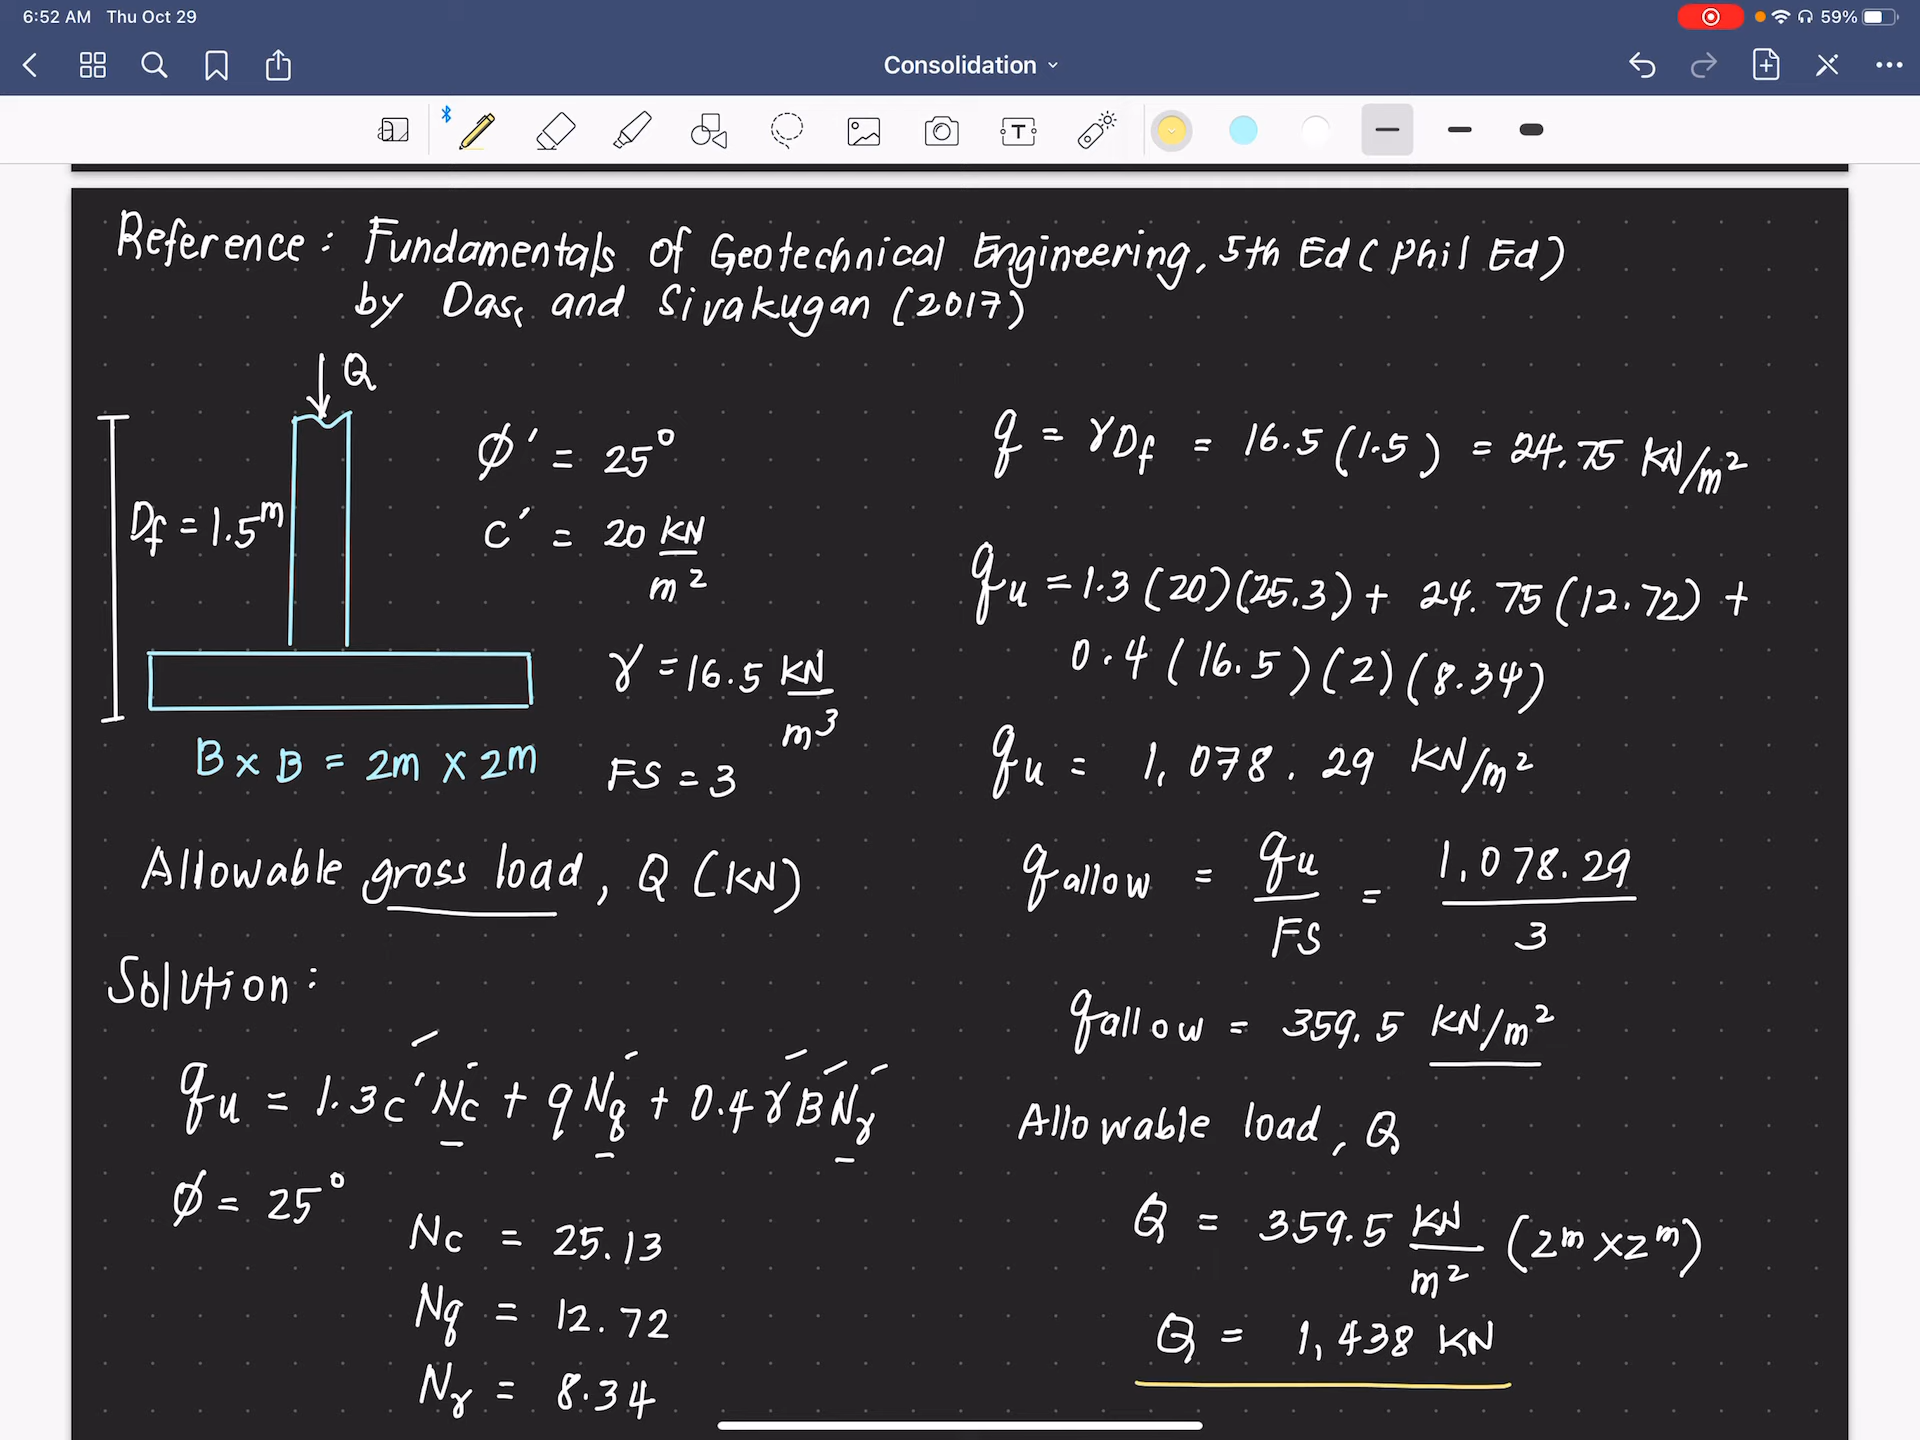 6:52 AM Thu Oct 29
59%
Consolidation
Reference: Fundamentals of Geotechnical Engineering, 5th Ed (Phil Ed)
by Das, and Sivakugan (2017)
Q
Df = 1.5m
B x B = 2m x 2m
φ' = 25°
c' = 20 KN/m²
γ = 16.5 KN/m³
FS = 3
Allowable gross load, Q (KN)
Solution:
qu = 1.3c'Nc + qNq + 0.4γBNγ
φ = 25°
Nc = 25.13
Nq = 12.72
Nγ = 8.34
q = γDf = 16.5(1.5) = 24.75 KN/m²
qu = 1.3(20)(25.3) + 24.75(12.72) +
0.4(16.5)(2)(8.34)
qu = 1,078.29 KN/m²
qallow = qu/FS = 1,078.29/3
qallow = 359.5 KN/m²
Allowable load, Q
Q = 359.5 KN/m² (2m x 2m)
Q = 1,438 KN